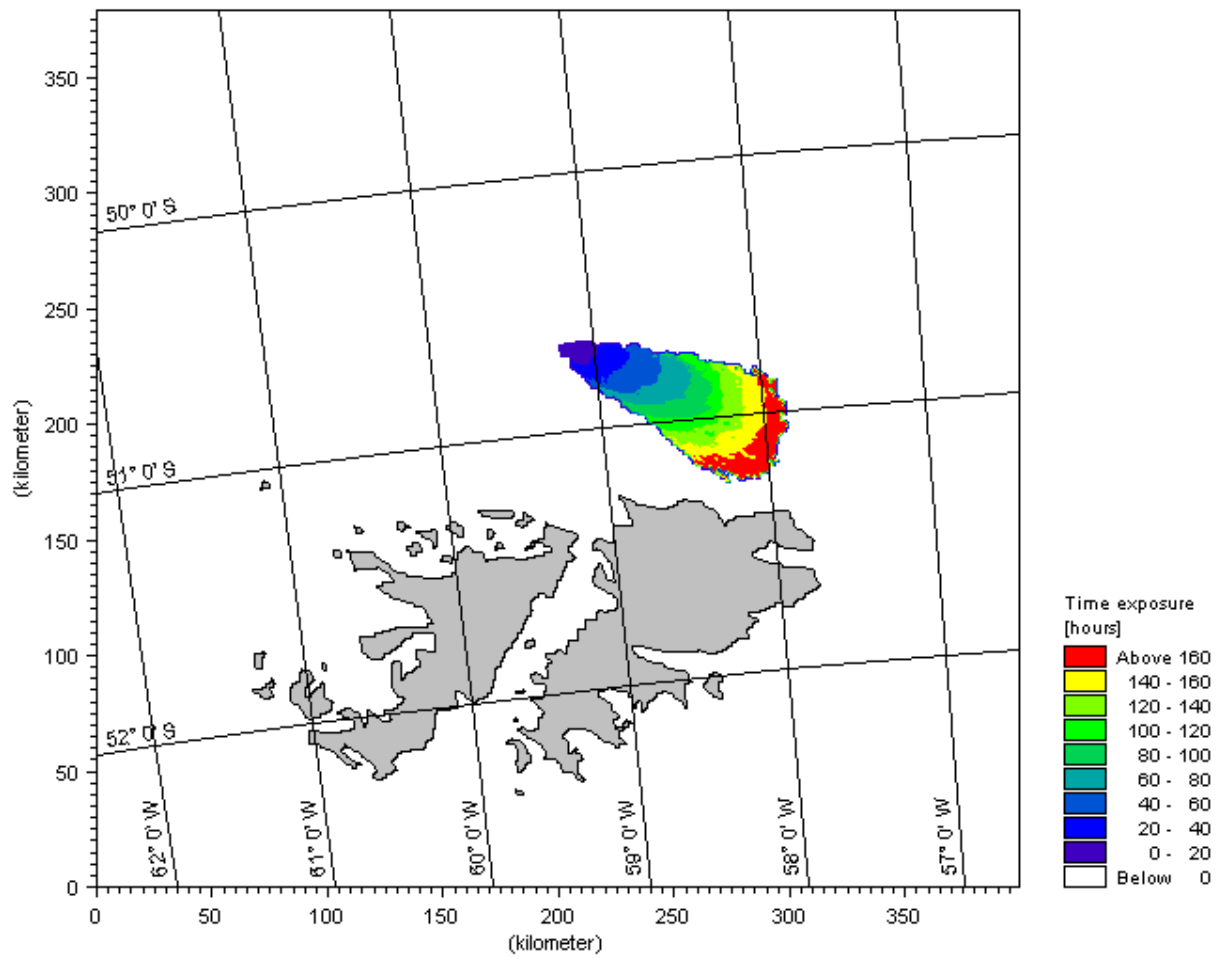 350
300
250
200
150
100
50
0
(kilometer)
50° 0' S
51° 0' S
52° 0' S
62° 0' W
61° 0' W
60° 0' W
59° 0' W
58° 0' W
57° 0' W
0 50 100 150 200 250 300 350
(kilometer)
Time exposure
[hours]
Above 160
140 - 160
120 - 140
100 - 120
80 - 100
60 - 80
40 - 60
20 - 40
0 - 20
Below 0